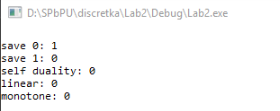 D:\SPbPU\discretka\Lab2\Debug\Lab2.exe
save 0: 1
save 1: 0
self duality: 0
linear: 0
monotone: 0